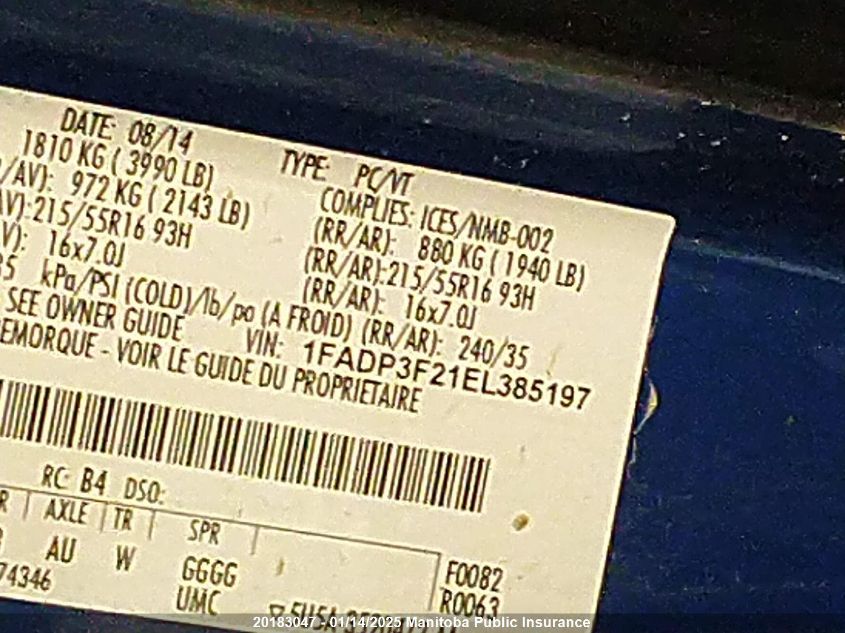 DATE: 08/14 TYPE: PC/VT
1810 KG ( 3990 LB) COMPLIES: ICES/NMB-002
/AV): 972 KG ( 2143 LB) (RR/AR): 880 KG ( 1940 LB)
AV):215/55R16 93H (RR/AR):215/55R16 93H
V): 16x7.0J (RR/AR): 16x7.0J
kPa/PSI (COLD)/lb/po (A FROID) (RR/AR): 240/35
SEE OWNER GUIDE VIN: 1FADP3F21EL385197
REMORQUE - VOIR LE GUIDE DU PROPRIETAIRE
RC: B4 DSO:
R | AXLE | TR | SPR
AU W GGGG F0082
74346 UMC R0063
20183047 - 01/14/2025 Manitoba Public Insurance